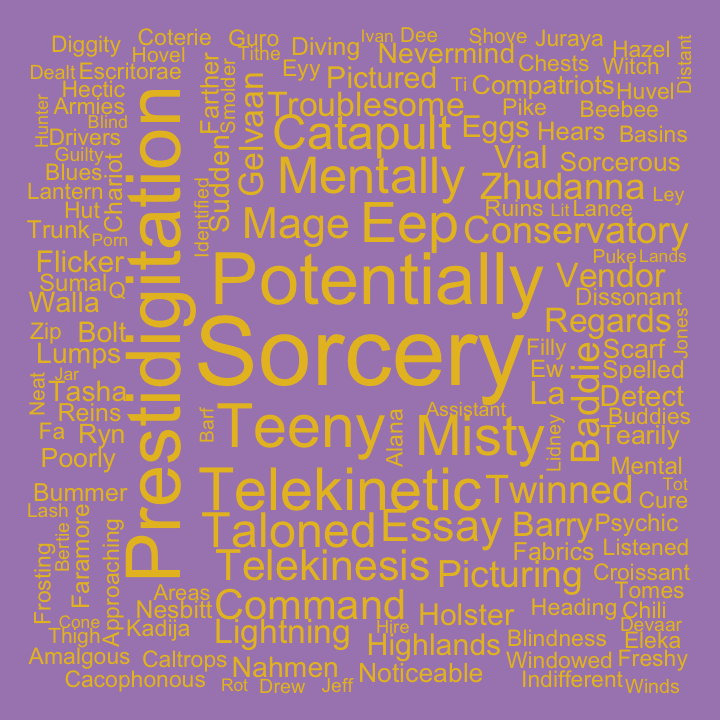 Diggity
Coterie
Guro
Tithe
Ivan
Dee
Shove
Juraya
Hazel
Distant
Hovel
Diving
Nevermind
Chests
Witch
Dealt
Escritorae
Farther
Smolder
Eyy
Pictured
Ti
Compatriots
Huvel
Hectic
Armies
Hunter
Blind
Prestidigitation
Gelvaan
Troublesome
Pike
Beebee
Drivers
Catapult
Eggs
Hears
Basins
Guilty
Blues
Chariot
Sudden
Mentally
Vial
Sorcerous
Lantern
Identified
Zhudanna
Ley
Hut
Mage
Eep
Ruins
Lit
Lance
Trunk
Porn
Conservatory
Flicker
Potentially
Puke
Lands
Sumal
Q
Vendor
Dissonant
Walla
Regards
Jones
Zip
Bolt
Sorcery
Lumps
Filly
Scarf
Jar
Neat
Tasha
Ew
Baddie
Spelled
Reins
Barf
Teeny
Alana
Assistant
La
Detect
Buddies
Fa
Ryn
Misty
Lidney
Tearily
Poorly
Telekinetic
Mental
Bummer
Twinned
Tot
Cure
Lash
Bertie
Faramore
Taloned
Essay
Barry
Psychic
Frosting
Approaching
Telekinesis
Fabrics
Listened
Picturing
Croissant
Areas
Tomes
Nesbitt
Command
Holster
Heading
Chili
Cone
Thigh
Kadija
Lightning
Hire
Devaar
Highlands
Blindness
Eleka
Amalgous
Caltrops
Nahmen
Noticeable
Windowed
Freshy
Cacophonous
Rot
Drew
Jeff
Indifferent
Winds